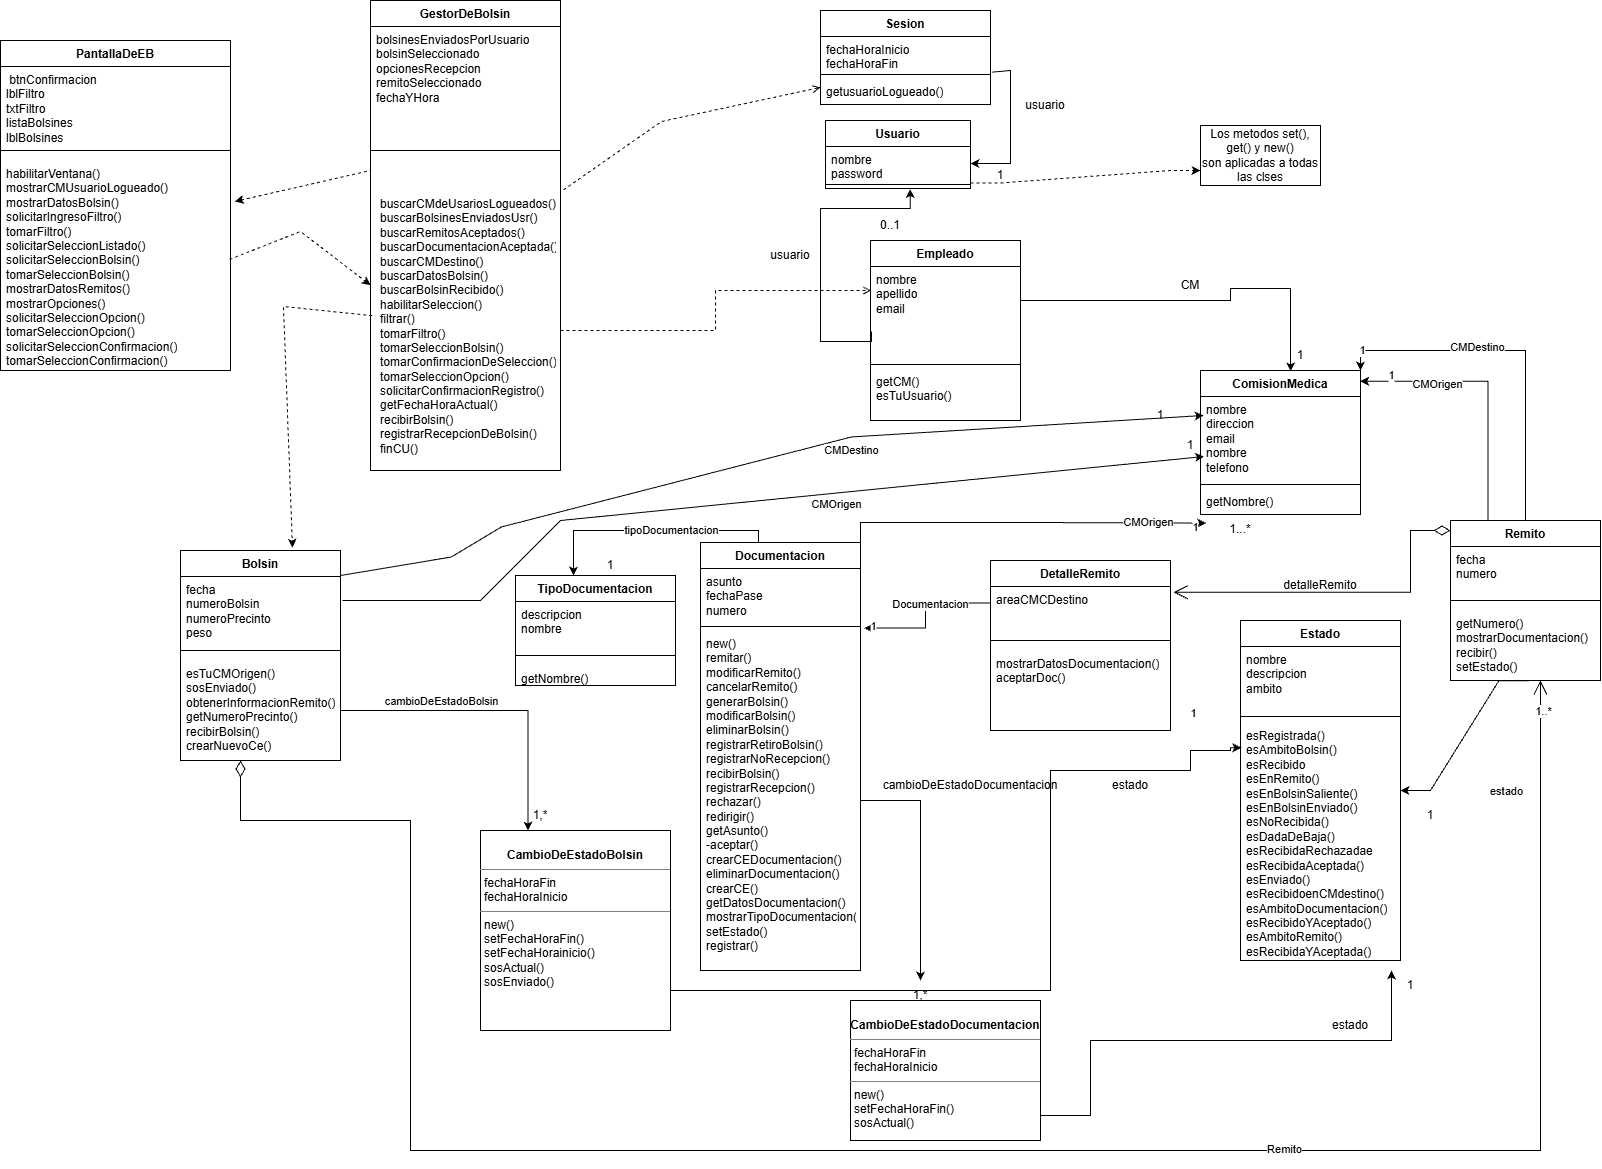 PantallaDeEB
btnConfirmacion
lblFiltro
txtFiltro
listaBolsines
lblBolsines
habilitarVentana()
mostrarCMUsuarioLogueado()
mostrarDatosBolsin()
solicitarIngresoFiltro()
tomarFiltro()
solicitarSeleccionListado()
solicitarSeleccionBolsin()
tomarSeleccionBolsin()
mostrarDatosRemitos()
mostrarOpciones()
solicitarSeleccionOpcion()
tomarSeleccionOpcion()
solicitarSeleccionConfirmacion()
tomarSeleccionConfirmacion()
GestorDeBolsin
bolsinesEnviadosPorUsuario
bolsinSeleccionado
opcionesRecepcion
remitoSeleccionado
fechaYHora
buscarCMdeUsariosLogueados()
buscarBolsinesEnviadosUsr()
buscarRemitosAceptados()
buscarDocumentacionAceptada()
buscarCMDestino()
buscarDatosBolsin()
buscarBolsinRecibido()
habilitarSeleccion()
filtrar()
tomarFiltro()
tomarSeleccionBolsin()
tomarConfirmacionDeSeleccion()
tomarSeleccionOpcion()
solicitarConfirmacionRegistro()
getFechaHoraActual()
recibirBolsin()
registrarRecepcionDeBolsin()
finCU()
Sesion
fechaHoraInicio
fechaHoraFin
getusuarioLogueado()
usuario
Usuario
nombre
password
1
Los metodos set(),
get() y new()
son aplicadas a todas
las clses
0..1
usuario
Empleado
nombre
apellido
email
getCM()
esTuUsuario()
CM
1
ComisionMedica
nombre
direccion
email
nombre
telefono
getNombre()
1
CMDestino
1
CMOrigen
1
CMDestino
1
CMOrigen
CMOrigen
1
1...*
Remito
fecha
numero
getNumero()
mostrarDocumentacion()
recibir()
setEstado()
detalleRemito
1..*
Bolsin
fecha
numeroBolsin
numeroPrecinto
peso
esTuCMOrigen()
sosEnviado()
obtenerInformacionRemito()
getNumeroPrecinto()
recibirBolsin()
crearNuevoCe()
tipoDocumentacion
1
TipoDocumentacion
descripcion
nombre
getNombre()
Documentacion
asunto
fechaPase
numero
new()
remitar()
modificarRemito()
cancelarRemito()
generarBolsin()
modificarBolsin()
eliminarBolsin()
registrarRetiroBolsin()
registrarNoRecepcion()
recibirBolsin()
registrarRecepcion()
rechazar()
redirigir()
getAsunto()
-aceptar()
crearCEDocumentacion()
eliminarDocumentacion()
crearCE()
getDatosDocumentacion()
mostrarTipoDocumentacion(
setEstado()
registrar()
Documentacion
1
DetalleRemito
areaCMCDestino
mostrarDatosDocumentacion()
aceptarDoc()
1
Estado
nombre
descripcion
ambito
esRegistrada()
esAmbitoBolsin()
esRecibido
esEnRemito()
esEnBolsinSaliente()
esEnBolsinEnviado()
esNoRecibida()
esDadaDeBaja()
esRecibidaRechazadae
esRecibidaAceptada()
esEnviado()
esRecibidoenCMdestino()
esAmbitoDocumentacion()
esRecibidoYAceptado()
esAmbitoRemito()
esRecibidaYAceptada()
estado
1
cambioDeEstadoBolsin
1,*
CambioDeEstadoBolsin
fechaHoraFin
fechaHoraInicio
new()
setFechaHoraFin()
setFechaHorainicio()
sosActual()
sosEnviado()
cambioDeEstadoDocumentacion
estado
1,*
CambioDeEstadoDocumentacion
fechaHoraFin
fechaHoraInicio
new()
setFechaHoraFin()
sosActual()
estado
1
Remito